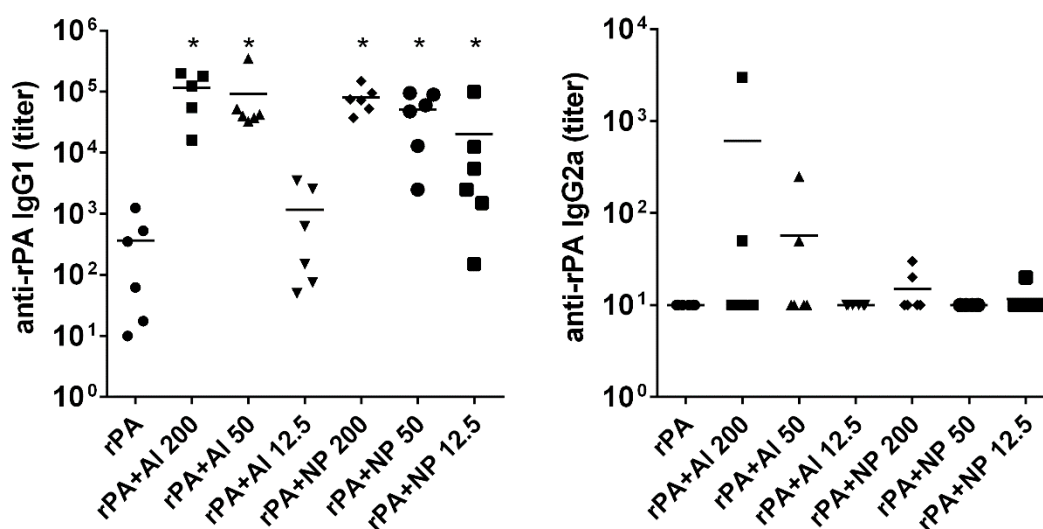 anti-rPA IgG1 (titer)
10⁶
10⁵
10⁴
10³
10²
10¹
10⁰
* * * * *
rPA
rPA+Al 200
rPA+Al 50
rPA+Al 12.5
rPA+NP 200
rPA+NP 50
rPA+NP 12.5
anti-rPA IgG2a (titer)
10⁴
10³
10²
10¹
10⁰
rPA
rPA+Al 200
rPA+Al 50
rPA+Al 12.5
rPA+NP 200
rPA+NP 50
rPA+NP 12.5